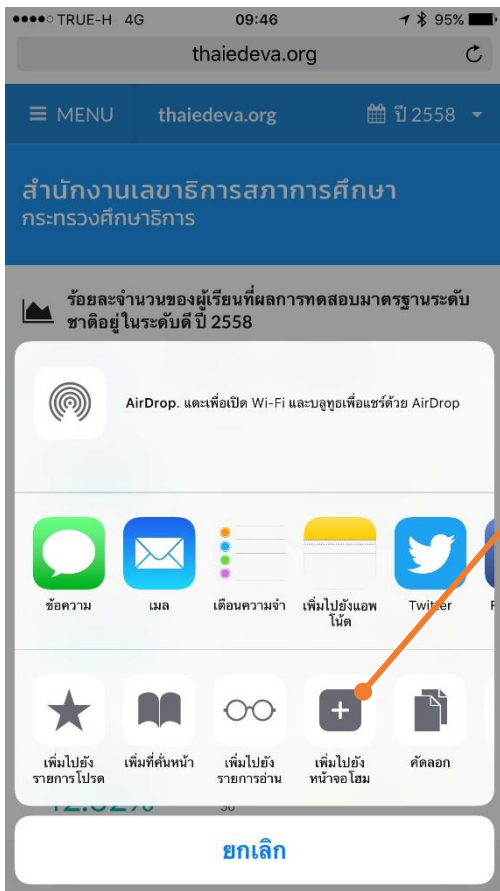 TRUE-H 4G 09:46 95%
thaiedeva.org
MENU thaiedeva.org ปี 2558
สำนักงานเลขาธิการสภาการศึกษา
กระทรวงศึกษาธิการ
ร้อยละจำนวนของผู้เรียนที่ผลการทดสอบมาตรฐานระดับ
ชาติอยู่ในระดับดี ปี 2558
AirDrop. แตะเพื่อเปิด Wi-Fi และบลูทูธเพื่อแชร์ด้วย AirDrop
ข้อความ เมล เตือนความจำ เพิ่มไปยังแอพ Twitter
โน้ต
เพิ่มไปยัง เพิ่มที่คั่นหน้า เพิ่มไปยัง เพิ่มไปยัง คัดลอก
รายการโปรด รายการอ่าน หน้าจอโฮม
ยกเลิก